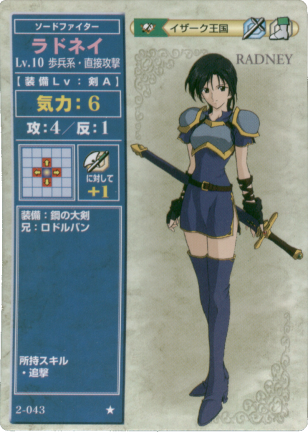 ソードファイター
ラドネイ
Lv.10 歩兵系・直接攻撃
【装備Lv：剣A】
気力：6
攻：4／反：1
に対して
+1
装備：鋼の大剣
兄：ロドルバン
所持スキル
・追撃
2-043
★
イザーク王国
RADNEY